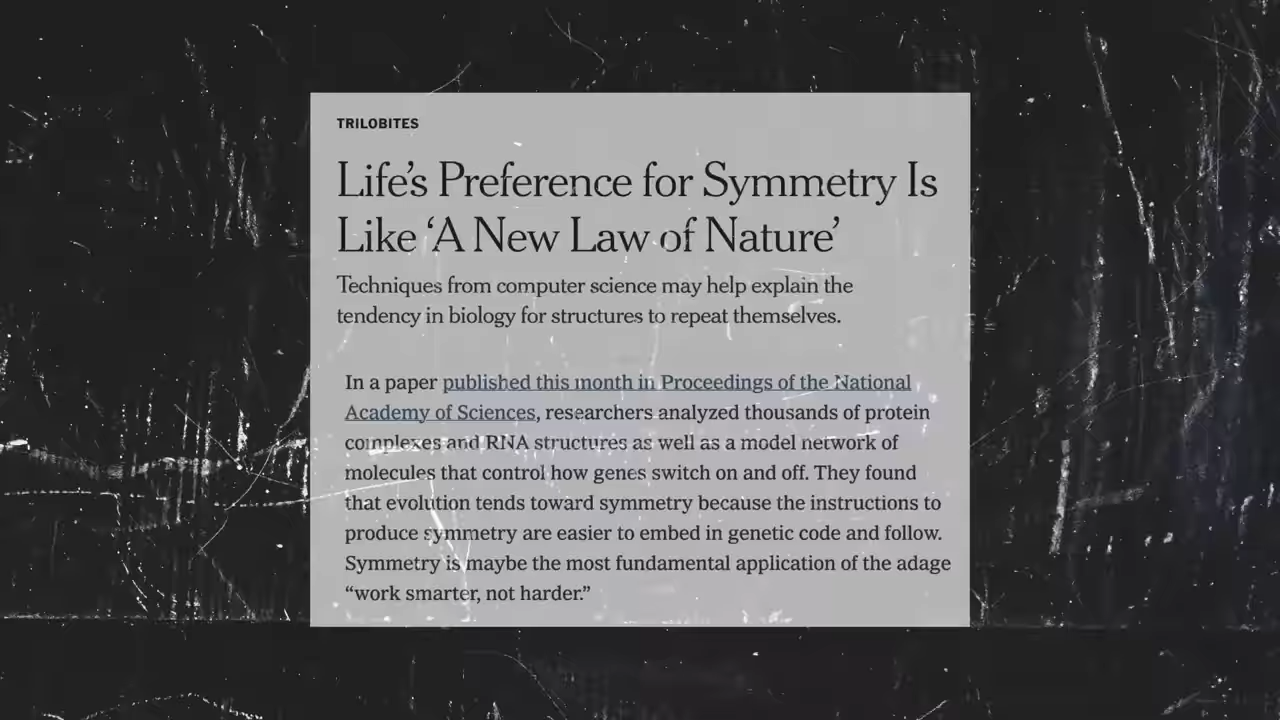 TRILOBITES
Life’s Preference for Symmetry Is
Like ‘A New Law of Nature’
Techniques from computer science may help explain the
tendency in biology for structures to repeat themselves.
In a paper published this month in Proceedings of the National
Academy of Sciences, researchers analyzed thousands of protein
complexes and RNA structures as well as a model network of
molecules that control how genes switch on and off. They found
that evolution tends toward symmetry because the instructions to
produce symmetry are easier to embed in genetic code and follow.
Symmetry is maybe the most fundamental application of the adage
“work smarter, not harder.”